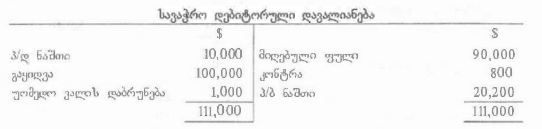 სავაჭრო დებიტორული დავალიანება
$ $
პ/დ ნაშთი 10,000 მიღებული ფული 90,000
გაყიდვა 100,000 კონტრა 800
უიმედო ვალის დაბრუნება 1,000 პ/ბ ნაშთი 20,200
111,000 111,000